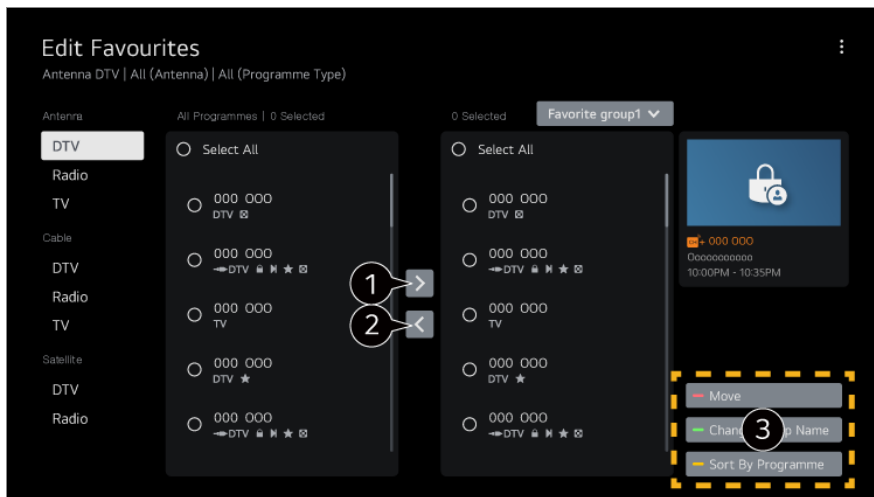 Edit Favourites
Antenna DTV | All (Antenna) | All (Programme Type)
Antenna
DTV
Radio
TV
Cable
DTV
Radio
TV
Satellite
DTV
Radio
All Programmes | 0 Selected
Select All
000 000
DTV
000 000
DTV
000 000
TV
000 000
DTV
000 000
DTV
1
2
0 Selected
Favorite group1
Select All
000 000
DTV
000 000
DTV
000 000
TV
000 000
DTV
000 000
DTV
+ 000 000
Oooooooooo
10:00PM - 10:35PM
Move
3
Name
Sort By Programme